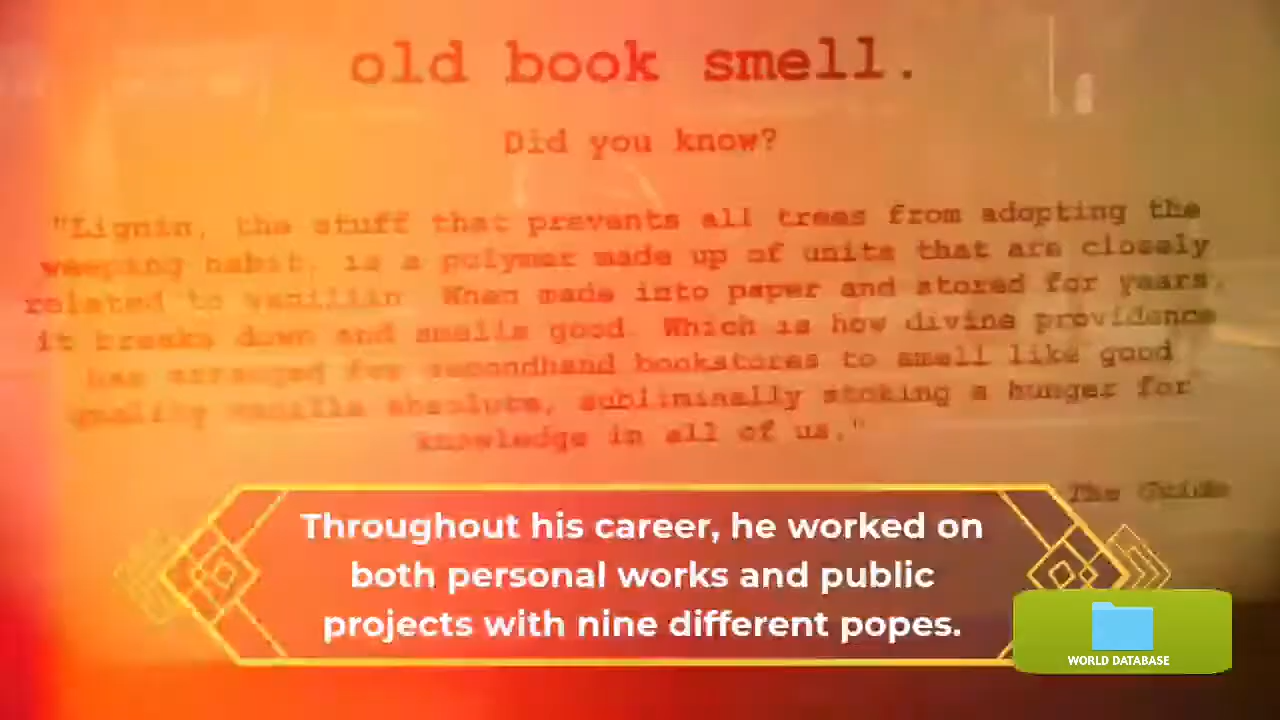 old book smell.
Did you know?
"Lignin, the stuff that prevents all trees from adopting the
weeping habit, is a polymer made up of units that are closely
related to vanillin. When made into paper and stored for years,
it breaks down and smells good. Which is how divine providence
has arranged for secondhand bookstores to smell like good
quality vanilla absolute, subliminally stoking a hunger for
knowledge in all of us."
The Guide
Throughout his career, he worked on
both personal works and public
projects with nine different popes.
WORLD DATABASE